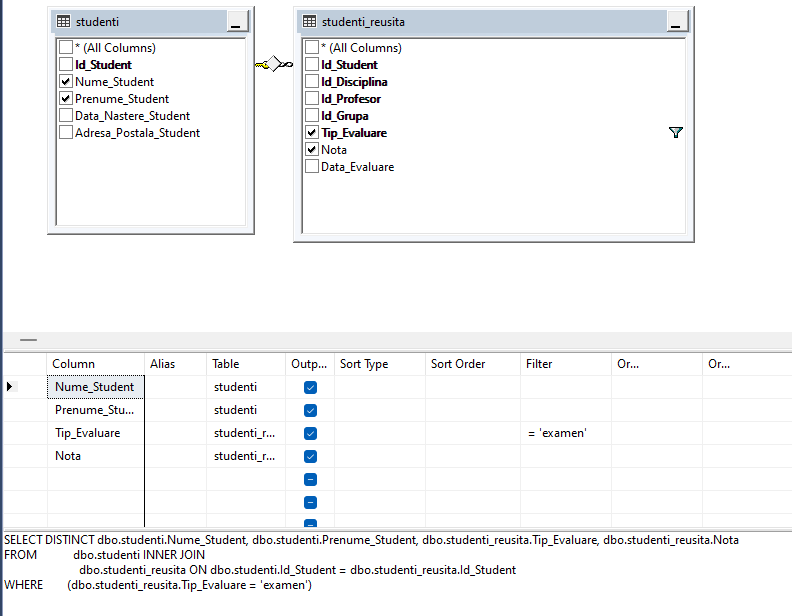 studenti
* (All Columns)
Id_Student
Nume_Student
Prenume_Student
Data_Nastere_Student
Adresa_Postala_Student
studenti_reusita
* (All Columns)
Id_Student
Id_Disciplina
Id_Profesor
Id_Grupa
Tip_Evaluare
Nota
Data_Evaluare
Column Alias Table Outp... Sort Type Sort Order Filter Or... Or...
Nume_Student studenti
Prenume_Stu... studenti
Tip_Evaluare studenti_r... = 'examen'
Nota studenti_r...
SELECT DISTINCT dbo.studenti.Nume_Student, dbo.studenti.Prenume_Student, dbo.studenti_reusita.Tip_Evaluare, dbo.studenti_reusita.Nota
FROM dbo.studenti INNER JOIN
dbo.studenti_reusita ON dbo.studenti.Id_Student = dbo.studenti_reusita.Id_Student
WHERE (dbo.studenti_reusita.Tip_Evaluare = 'examen')